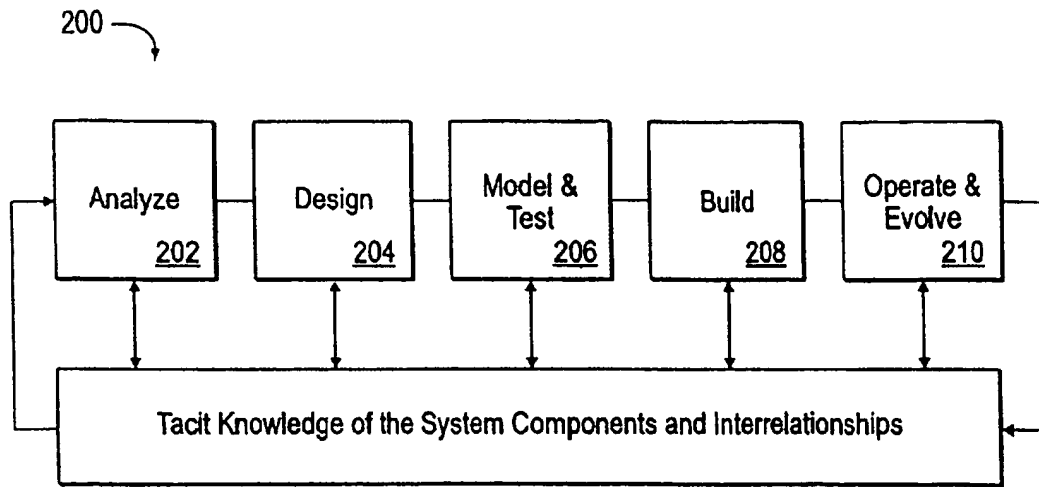 200
Analyze
202
Design
204
Model &
Test
206
Build
208
Operate &
Evolve
210
Tacit Knowledge of the System Components and Interrelationships